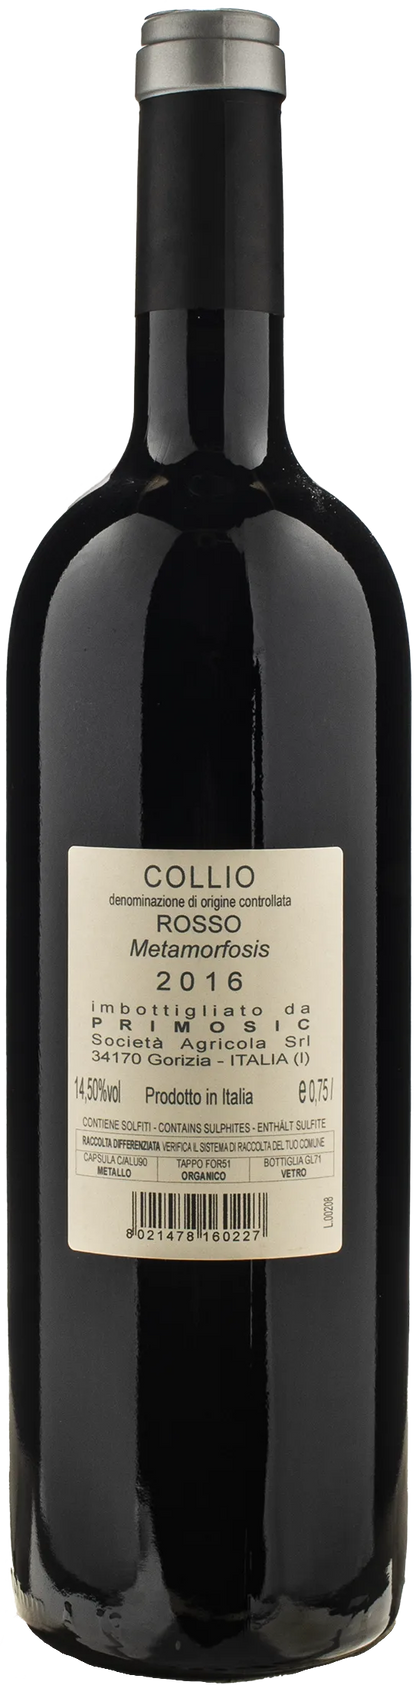 COLLIO
denominazione di origine controllata
ROSSO
Metamorfosis
2016
imbottigliato da
PRIMOSIC
Società Agricola Srl
34170 Gorizia - ITALIA (I)
14,50%vol Prodotto in Italia e 0,75 l
CONTIENE SOLFITI - CONTAINS SULPHITES - ENTHÄLT SULFITE
RACCOLTA DIFFERENZIATA VERIFICA IL SISTEMA DI RACCOLTA DEL TUO COMUNE
CAPSULA C/ALU90 TAPPO FOR51 BOTTIGLIA GL71
METALLO ORGANICO VETRO
L.00208
8 021478 160227